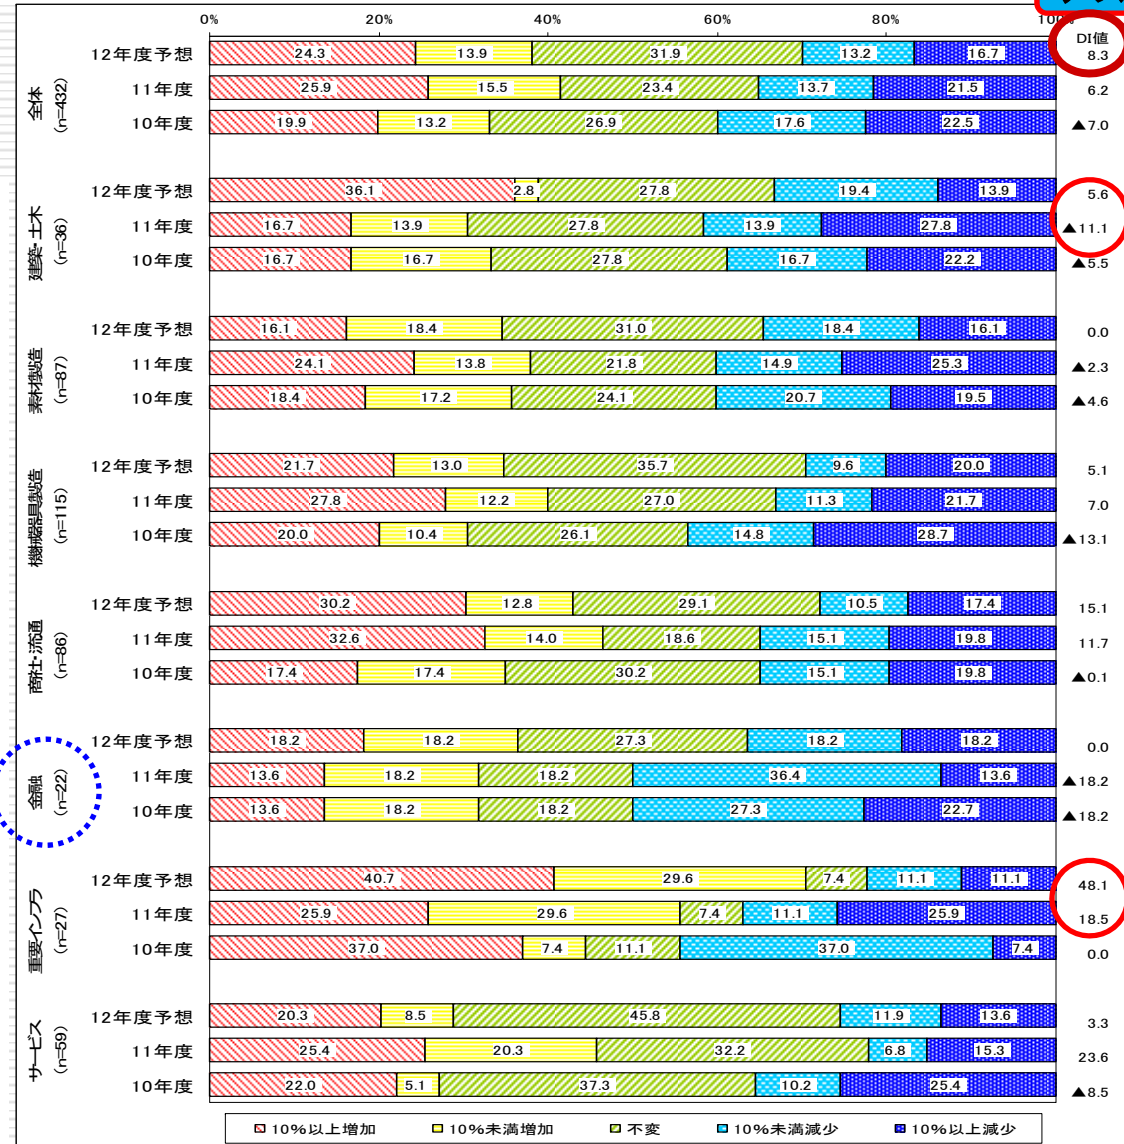 0% 20% 40% 60% 80% 100%
DI値
全体
(n=432)
12年度予想 24.3 13.9 31.9 13.2 16.7 8.3
11年度 25.9 15.5 23.4 13.7 21.5 6.2
10年度 19.9 13.2 26.9 17.6 22.5 ▲7.0
建築・土木
(n=36)
12年度予想 36.1 2.8 27.8 19.4 13.9 5.6
11年度 16.7 13.9 27.8 13.9 27.8 ▲11.1
10年度 16.7 16.7 27.8 16.7 22.2 ▲5.5
素材製造
(n=87)
12年度予想 16.1 18.4 31.0 18.4 16.1 0.0
11年度 24.1 13.8 21.8 14.9 25.3 ▲2.3
10年度 18.4 17.2 24.1 20.7 19.5 ▲4.6
機械器具製造
(n=115)
12年度予想 21.7 13.0 35.7 9.6 20.0 5.1
11年度 27.8 12.2 27.0 11.3 21.7 7.0
10年度 20.0 10.4 26.1 14.8 28.7 ▲13.1
商社・流通
(n=86)
12年度予想 30.2 12.8 29.1 10.5 17.4 15.1
11年度 32.6 14.0 18.6 15.1 19.8 11.7
10年度 17.4 17.4 30.2 15.1 19.8 ▲0.1
金融
(n=22)
12年度予想 18.2 18.2 27.3 18.2 18.2 0.0
11年度 13.6 18.2 18.2 36.4 13.6 ▲18.2
10年度 13.6 18.2 18.2 27.3 22.7 ▲18.2
重要インフラ
(n=27)
12年度予想 40.7 29.6 7.4 11.1 11.1 48.1
11年度 25.9 29.6 7.4 11.1 25.9 18.5
10年度 37.0 7.4 11.1 37.0 7.4 0.0
サービス
(n=59)
12年度予想 20.3 8.5 45.8 11.9 13.6 3.3
11年度 25.4 20.3 32.2 6.8 15.3 23.6
10年度 22.0 5.1 37.3 10.2 25.4 ▲8.5
10%以上増加 10%未満増加 不変 10%未満減少 10%以上減少